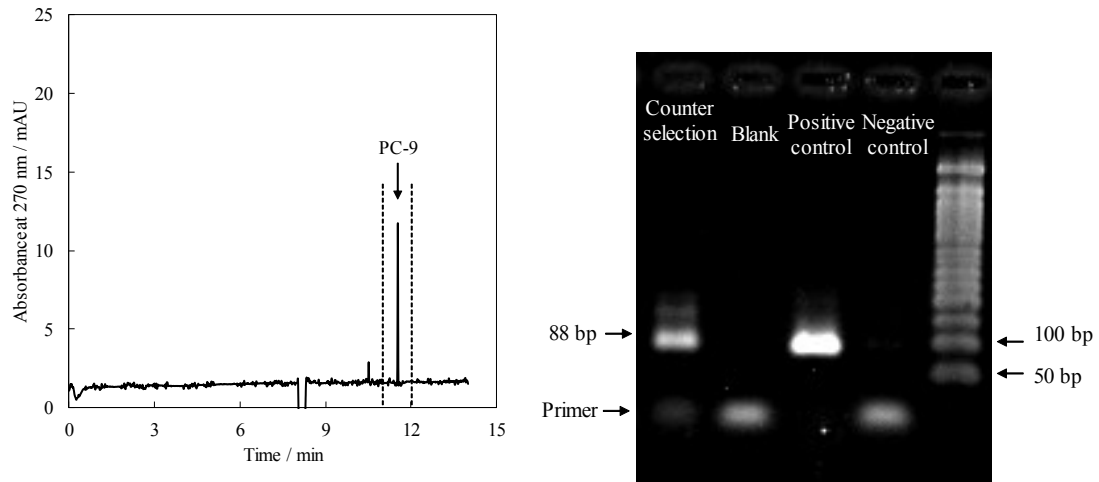 25
20
15
10
5
0
0
3
6
9
12
15
Absorbanceat 270 nm / mAU
Time / min
PC-9
Counter
selection
Blank
Positive
control
Negative
control
88 bp
Primer
100 bp
50 bp